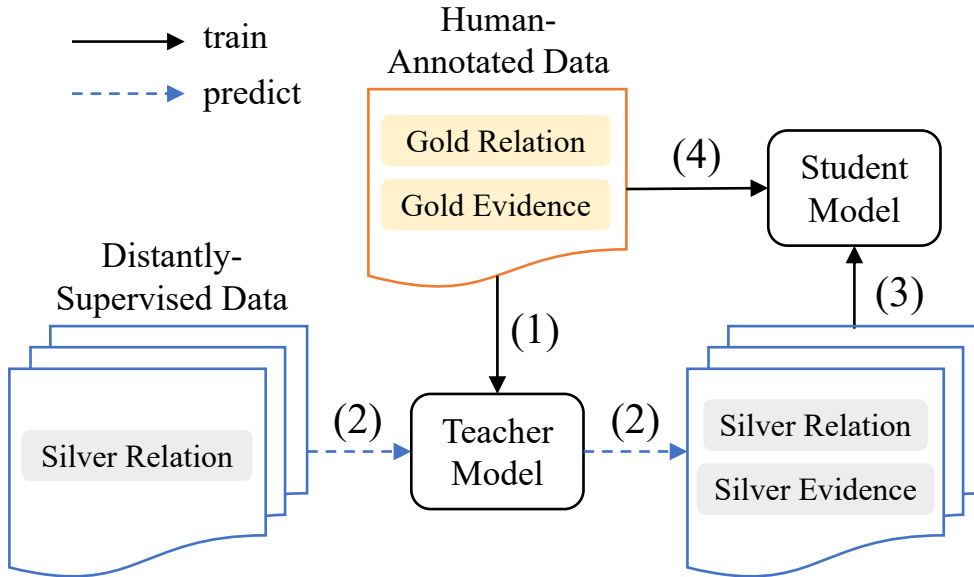 train
predict
Human-
Annotated Data
Gold Relation
Gold Evidence
(4)
Student
Model
Distantly-
Supervised Data
(1)
(3)
Silver Relation
(2)
Teacher
Model
(2)
Silver Relation
Silver Evidence